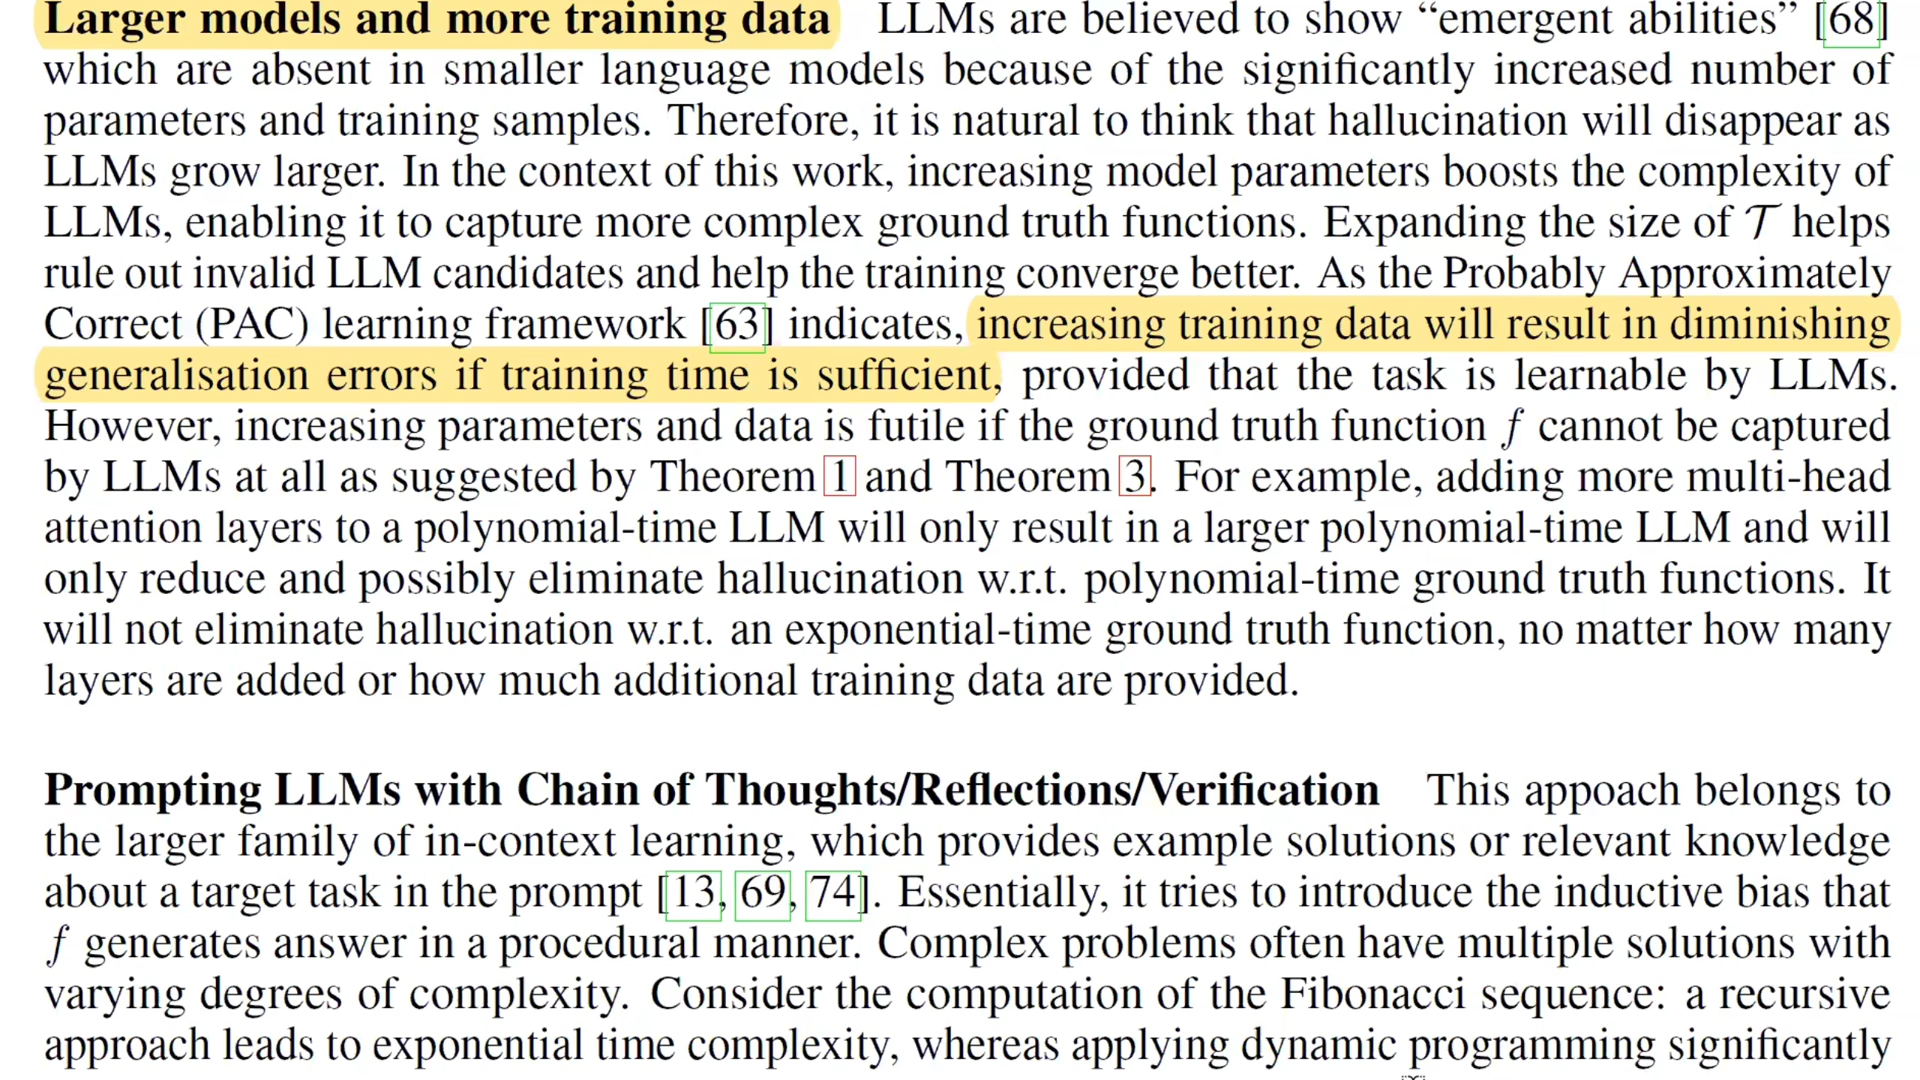 Larger models and more training data LLMs are believed to show “emergent abilities” [68]
which are absent in smaller language models because of the significantly increased number of
parameters and training samples. Therefore, it is natural to think that hallucination will disappear as
LLMs grow larger. In the context of this work, increasing model parameters boosts the complexity of
LLMs, enabling it to capture more complex ground truth functions. Expanding the size of 𝒯 helps
rule out invalid LLM candidates and help the training converge better. As the Probably Approximately
Correct (PAC) learning framework [63] indicates, increasing training data will result in diminishing
generalisation errors if training time is sufficient, provided that the task is learnable by LLMs.
However, increasing parameters and data is futile if the ground truth function f cannot be captured
by LLMs at all as suggested by Theorem 1 and Theorem 3. For example, adding more multi-head
attention layers to a polynomial-time LLM will only result in a larger polynomial-time LLM and will
only reduce and possibly eliminate hallucination w.r.t. polynomial-time ground truth functions. It
will not eliminate hallucination w.r.t. an exponential-time ground truth function, no matter how many
layers are added or how much additional training data are provided.
Prompting LLMs with Chain of Thoughts/Reflections/Verification This appoach belongs to
the larger family of in-context learning, which provides example solutions or relevant knowledge
about a target task in the prompt [13, 69, 74]. Essentially, it tries to introduce the inductive bias that
f generates answer in a procedural manner. Complex problems often have multiple solutions with
varying degrees of complexity. Consider the computation of the Fibonacci sequence: a recursive
approach leads to exponential time complexity, whereas applying dynamic programming significantly